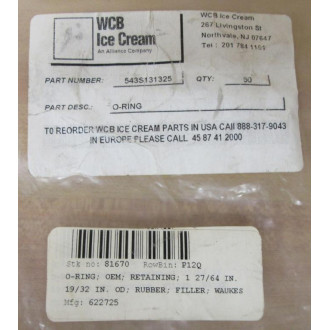 WCB
Ice Cream
An Alliance Company
WCB Ice Cream
267 Livingston St
Northvale, NJ 07647
Tel : 201 784 1101
PART NUMBER: 543S131325 QTY: 30
PART DESC.: O-RING
TO REORDER WCB ICE CREAM PARTS IN USA CAll 888-317-9043
IN EUROPE PLEASE CALL 45 87 41 2000
Stk no: 81670 RowBin: P12Q
O-RING; OEM; RETAINING; 1 27/64 IN.
19/32 IN. OD; RUBBER; FILLER; WAUKES
Mfg: 622725